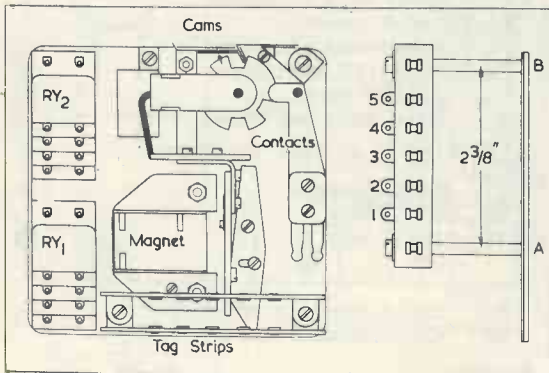 Cams
RY2
Contacts
RY1
Magnet
Tag Strips
B
5
4
3
2
1
2 3/8"
A